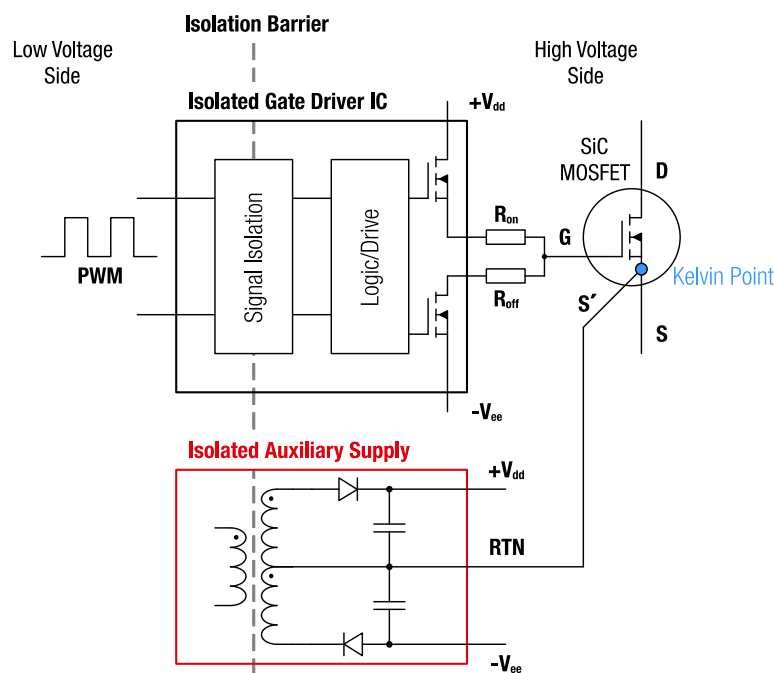 Isolation Barrier
Low Voltage
Side
High Voltage
Side
Isolated Gate Driver IC
+Vdd
SiC
MOSFET
D
Signal Isolation
Logic/Drive
Ron
G
PWM
Roff
Kelvin Point
S′
S
-Vee
Isolated Auxiliary Supply
+Vdd
RTN
-Vee